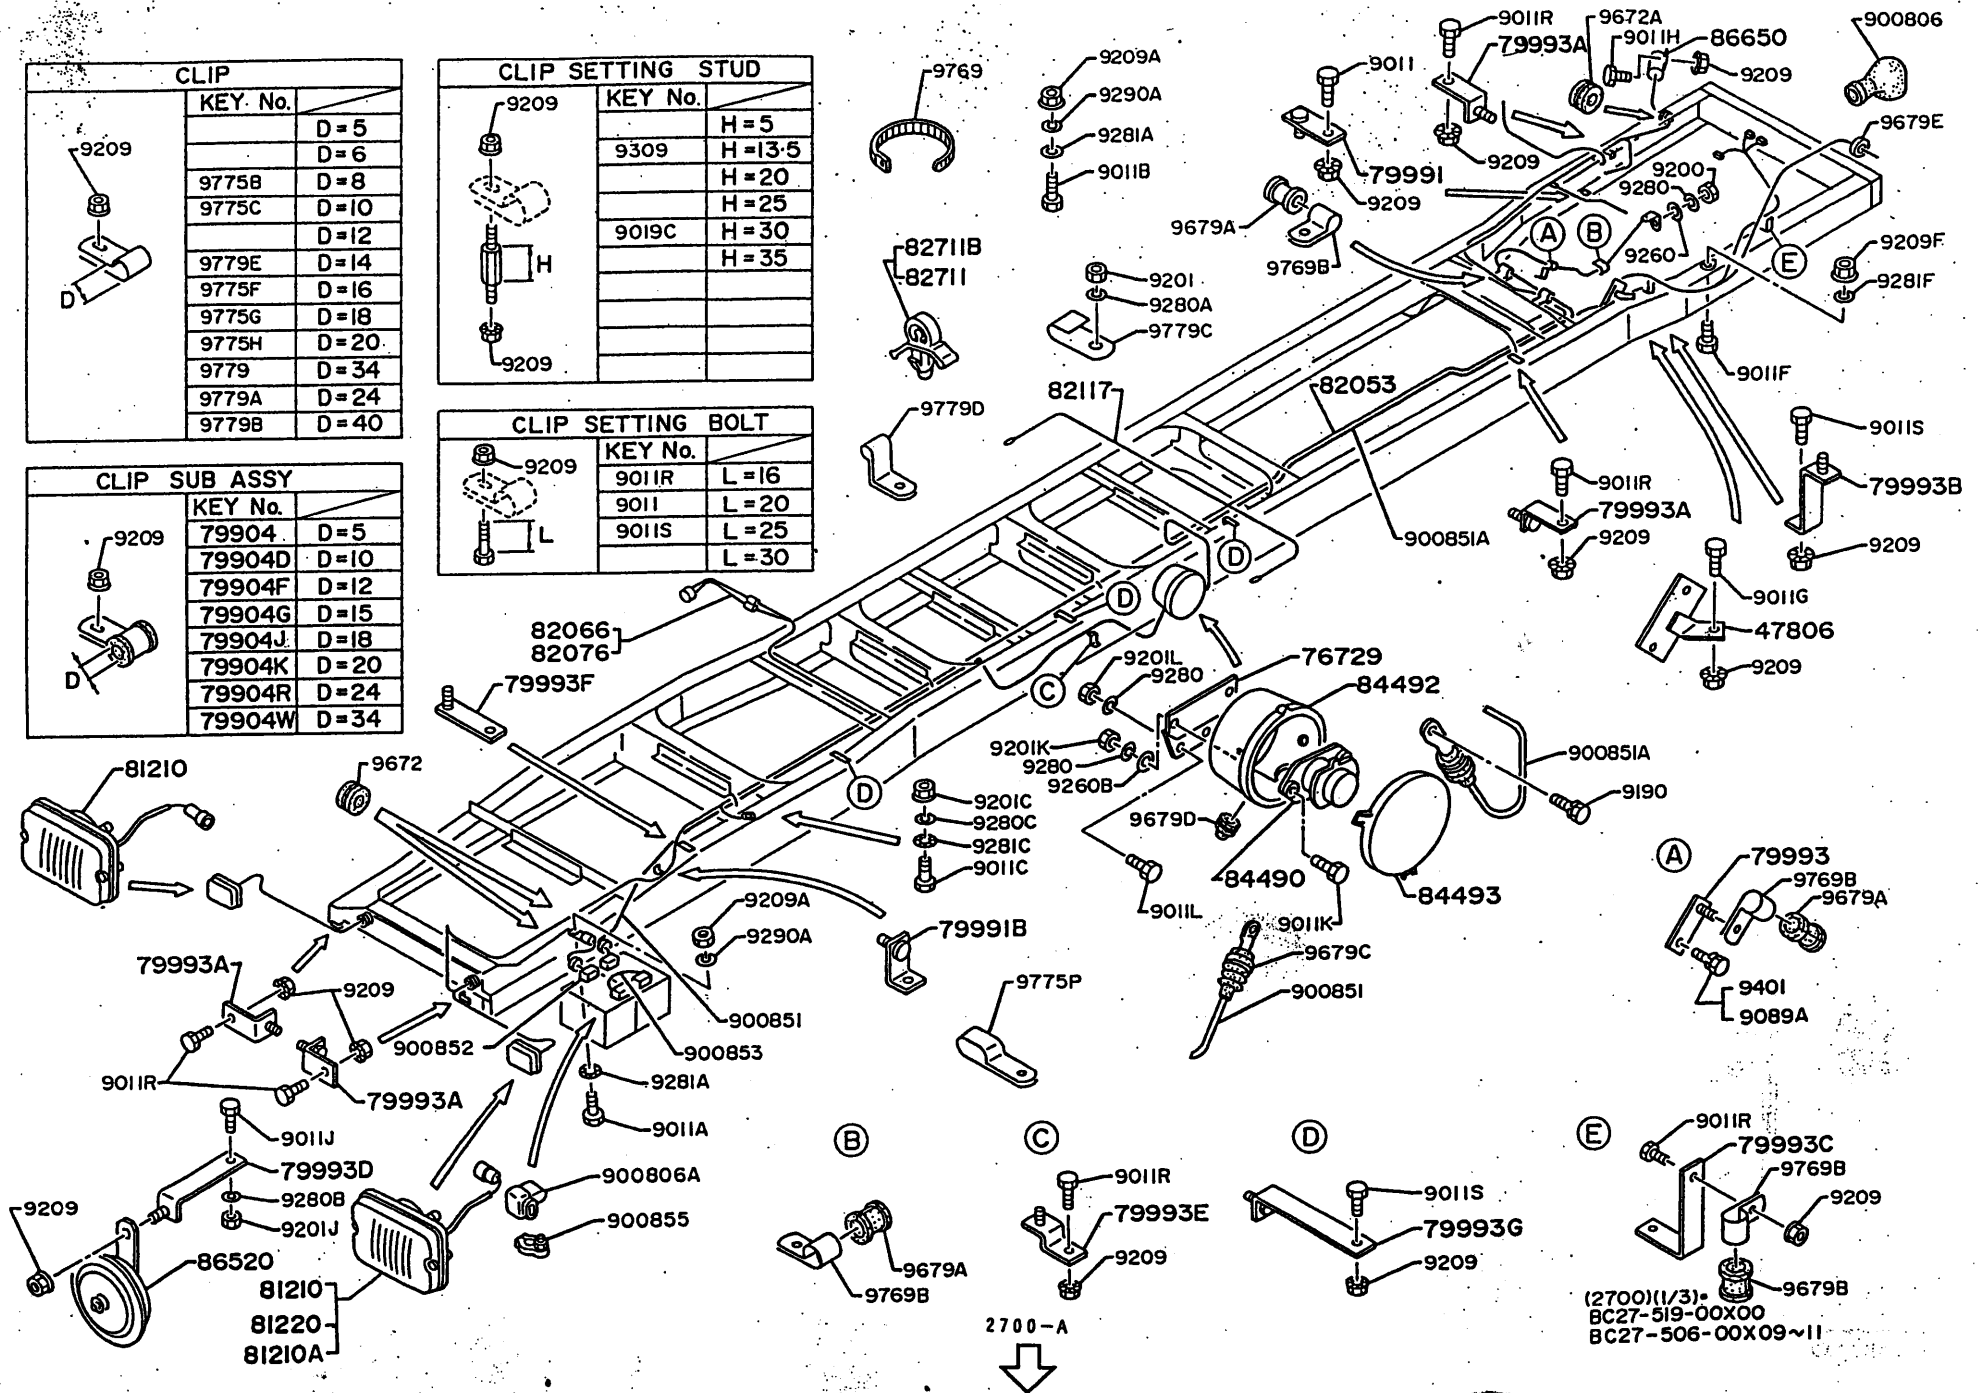 CLIP
KEY No.
9209
D=5
D=6
9775B D=8
9775C D=10
D=12
9779E D=14
9775F D=16
9775G D=18
9775H D=20
9779 D=34
9779A D=24
9779B D=40
D
CLIP SETTING STUD
KEY No.
9209
H=5
9309 H=13.5
H=20
H=25
9019C H=30
H=35
H
9209
CLIP SETTING BOLT
KEY No.
9209
9011R L=16
9011 L=20
9011S L=25
L=30
L
CLIP SUB ASSY
KEY No.
9209
79904 D=5
79904D D=10
79904F D=12
79904G D=15
79904J D=18
79904K D=20
79904R D=24
79904W D=34
D
9769
9209A
9290A
9281A
9011B
9011
79991
9209
9011R
79993A
9209
9672A
9011H
86650
9209
900806
9679E
9200
9280
9260
A
B
E
9209F
9281F
9011F
9679A
9769B
82711B
82711
9201
9280A
9779C
82117
82053
9779D
900851A
D
D
D
C
9011R
79993A
9209
9011S
79993B
9209
9011G
47806
9209
82066
82076
79993F
9201L
9280
76729
84492
9201K
9280
9260B
9679D
900851A
9190
84490
84493
9011L
9011K
81210
9672
9201C
9280C
9281C
9011C
9209A
9290A
79991B
9679C
900851
9775P
79993A
9209
9011R
79993A
900852
900851
900853
9281A
9011A
A
79993
9769B
9679A
9401
9089A
9011J
79993D
9280B
9201J
9209
86520
900806A
900855
81210
81220
81210A
B
9679A
9769B
C
9011R
79993E
9209
D
9011S
79993G
9209
E
9011R
79993C
9769B
9209
9679B
2700-A
(2700)(1/3)
BC27-519-00X00
BC27-506-00X09~11